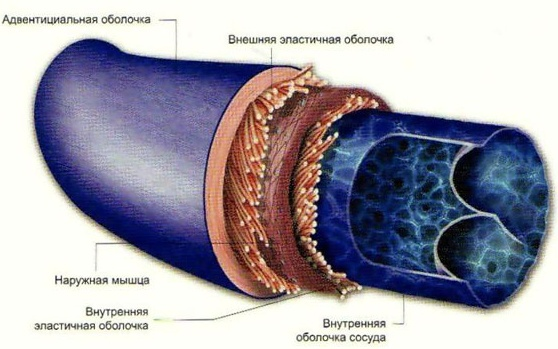 Адвентициальная оболочка
Внешняя эластичная оболочка
Наружная мышца
Внутренняя
эластичная оболочка
Внутренняя
оболочка сосуда